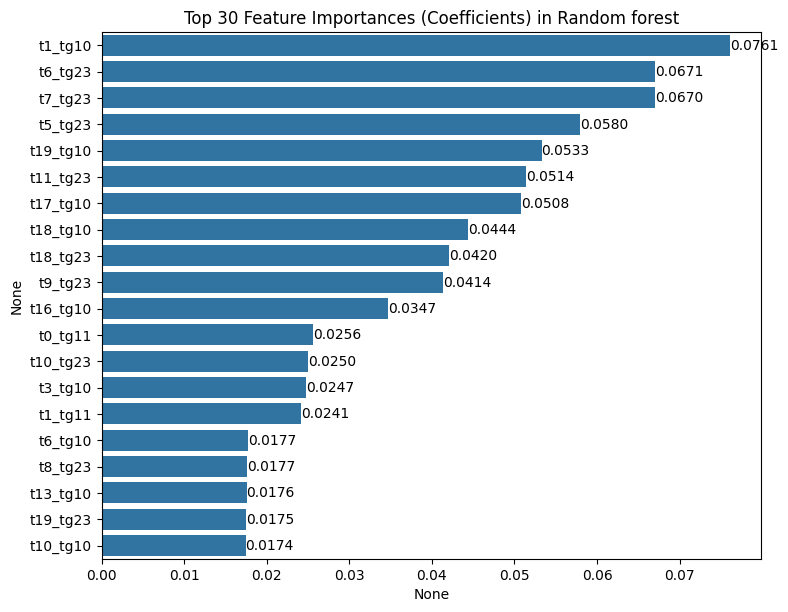 Top 30 Feature Importances (Coefficients) in Random forest
t1_tg10 0.0761
t6_tg23 0.0671
t7_tg23 0.0670
t5_tg23 0.0580
t19_tg10 0.0533
t11_tg23 0.0514
t17_tg10 0.0508
t18_tg10 0.0444
t18_tg23 0.0420
t9_tg23 0.0414
t16_tg10 0.0347
t0_tg11 0.0256
t10_tg23 0.0250
t3_tg10 0.0247
t1_tg11 0.0241
t6_tg10 0.0177
t8_tg23 0.0177
t13_tg10 0.0176
t19_tg23 0.0175
t10_tg10 0.0174
None
0.00 0.01 0.02 0.03 0.04 0.05 0.06 0.07
None